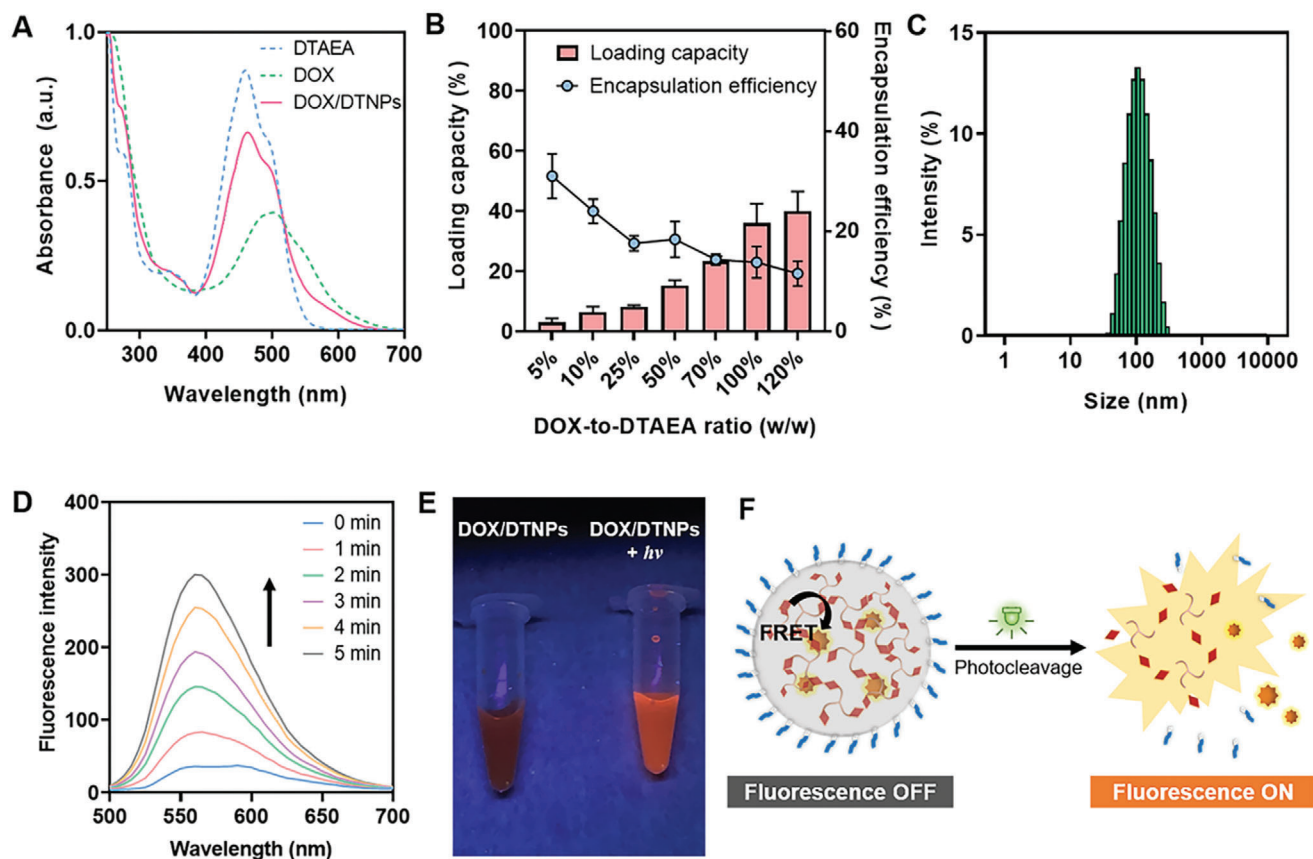 A
Absorbance (a.u.)
1.0
0.5
0.0
DTAEA
DOX
DOX/DTNPs
300
400
500
600
700
Wavelength (nm)
B
Loading capacity (%)
100
80
60
40
20
0
Loading capacity
Encapsulation efficiency
60
40
20
0
Encapsulation efficiency (%)
5%
10%
25%
50%
70%
100%
120%
DOX-to-DTAEA ratio (w/w)
C
Intensity (%)
15
10
5
0
1
10
100
1000
10000
Size (nm)
D
Fluorescence intensity
400
300
200
100
0
0 min
1 min
2 min
3 min
4 min
5 min
500
550
600
650
700
Wavelength (nm)
E
DOX/DTNPs
DOX/DTNPs
+ hν
F
FRET
Photocleavage
Fluorescence OFF
Fluorescence ON